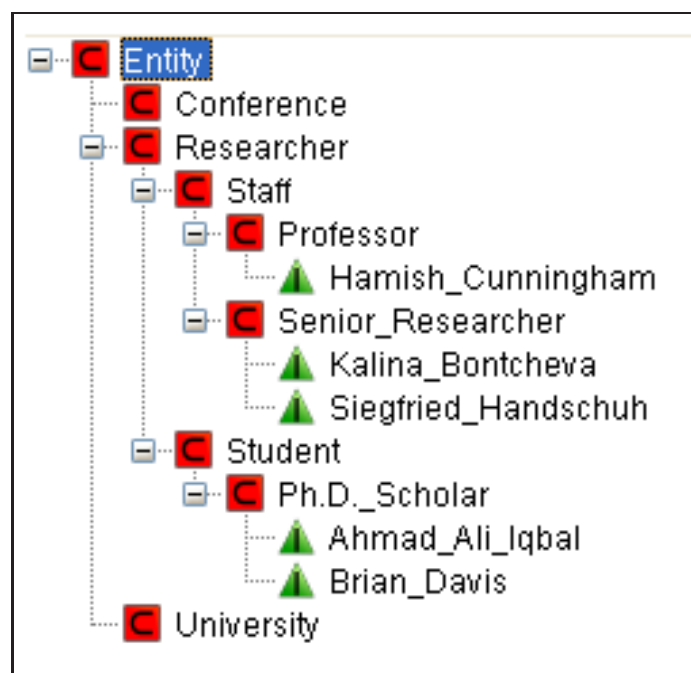 Entity
Conference
Researcher
Staff
Professor
Hamish_Cunningham
Senior_Researcher
Kalina_Bontcheva
Siegfried_Handschuh
Student
Ph.D._Scholar
Ahmad_Ali_Iqbal
Brian_Davis
University